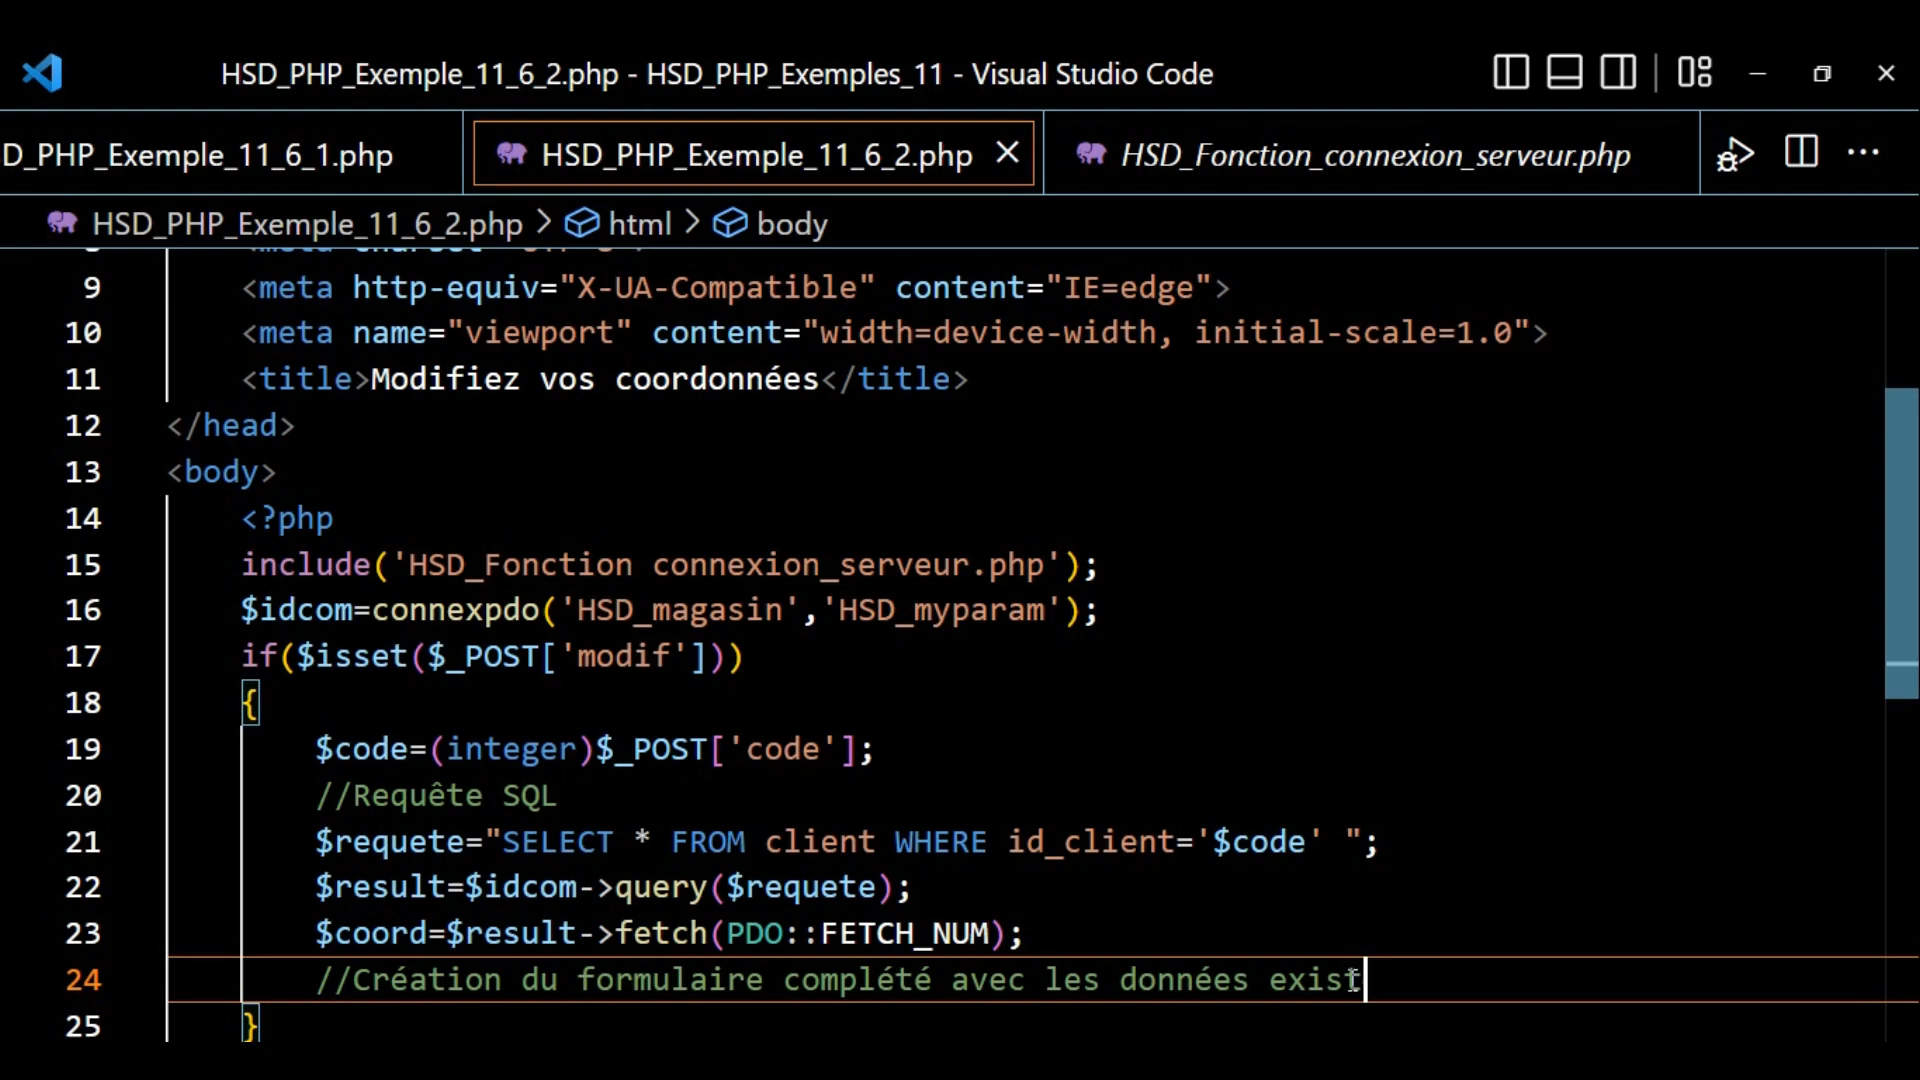 HSD_PHP_Exemple_11_6_2.php - HSD_PHP_Exemples_11 - Visual Studio Code
D_PHP_Exemple_11_6_1.php
HSD_PHP_Exemple_11_6_2.php
HSD_Fonction_connexion_serveur.php
HSD_PHP_Exemple_11_6_2.php > html > body
9 <meta http-equiv="X-UA-Compatible" content="IE=edge">
10 <meta name="viewport" content="width=device-width, initial-scale=1.0">
11 <title>Modifiez vos coordonnées</title>
12 </head>
13 <body>
14 <?php
15 include('HSD_Fonction connexion_serveur.php');
16 $idcom=connexpdo('HSD_magasin','HSD_myparam');
17 if($isset($_POST['modif']))
18 {
19 $code=(integer)$_POST['code'];
20 //Requête SQL
21 $requete="SELECT * FROM client WHERE id_client='$code' ";
22 $result=$idcom->query($requete);
23 $coord=$result->fetch(PDO::FETCH_NUM);
24 //Création du formulaire complété avec les données exist
25 }